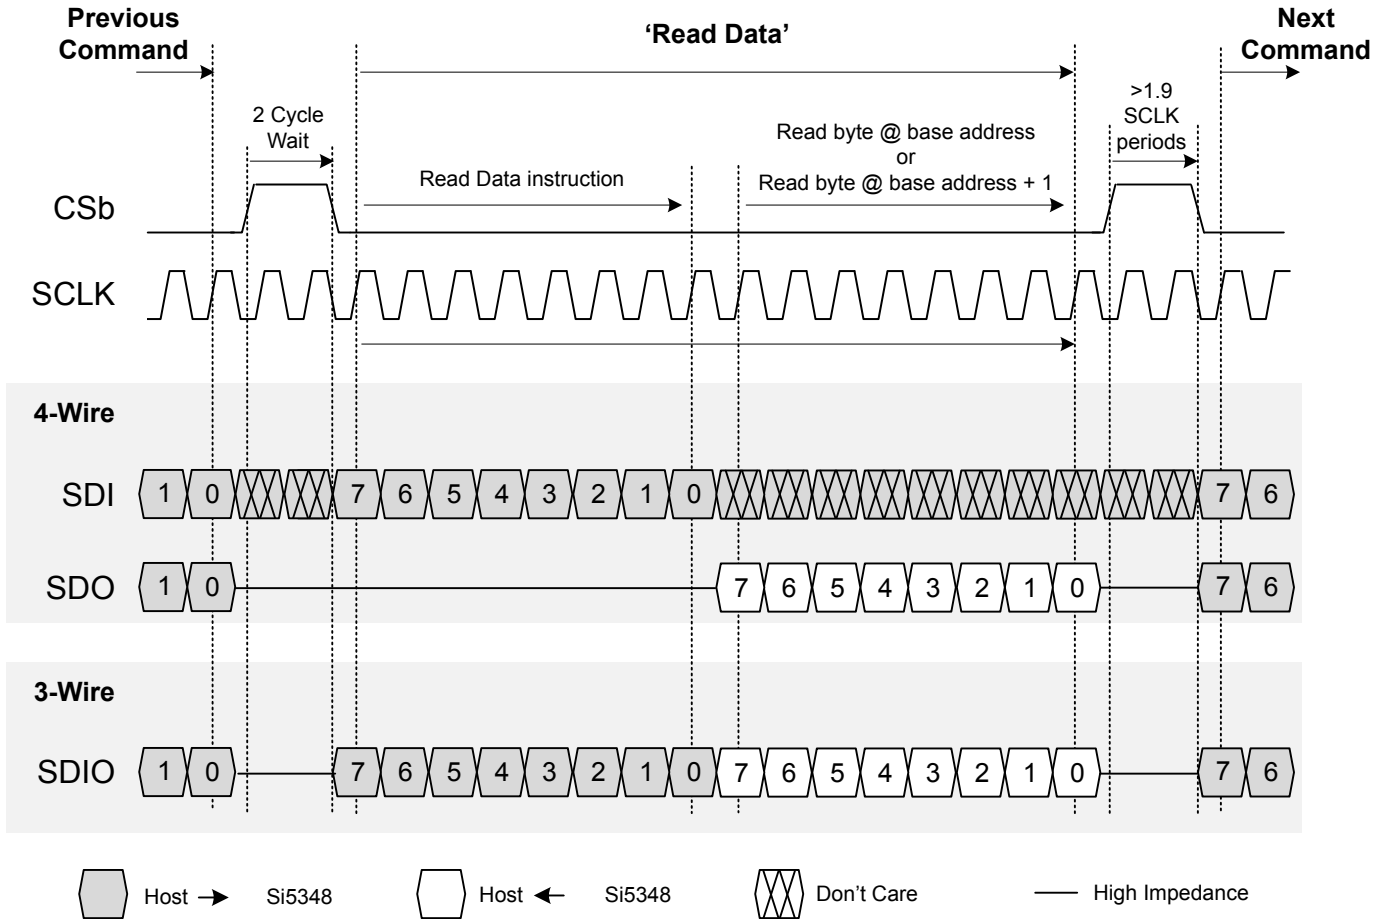 Previous
Command
'Read Data'
Next
Command
2 Cycle
Wait
>1.9
SCLK
periods
Read Data instruction
Read byte @ base address
or
Read byte @ base address + 1
CSb
SCLK
4-Wire
SDI 1 0 7 6 5 4 3 2 1 0 7 6
SDO 1 0 7 6 5 4 3 2 1 0 7 6
3-Wire
SDIO 1 0 7 6 5 4 3 2 1 0 7 6 5 4 3 2 1 0 7 6
Host Si5348
Host Si5348
Don't Care
High Impedance